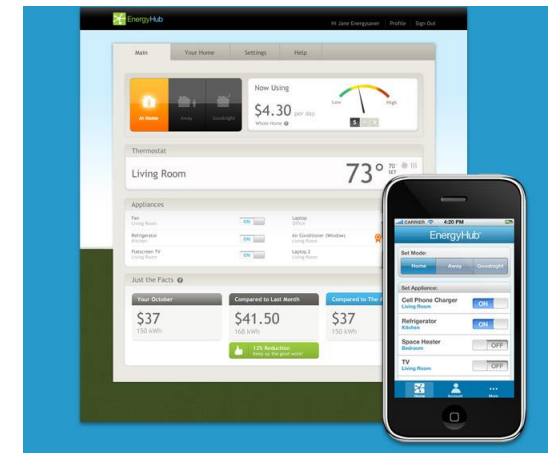 EnergyHub
Hi Jane Energysaver Profile Sign Out
Main Your Home Settings Help
At Home Away Goodnight
Now Using
$4.30 per day
Whole Home
Low High
$
Thermostat
Living Room 73° 70°
SET
Appliances
Fan
Living Room
ON
Laptop
Office
Refrigerator
Kitchen
ON
Air Conditioner (Window)
Living Room
Flatscreen TV
Living Room
ON
Laptop 2
Living Room
Just the Facts
Your October
$37
150 kWh
Compared to Last Month
$41.50
168 kWh
12% Reduction
Keep up the good work!
Compared to The
$37
150 kWh
CARRIER 4:20 PM
EnergyHub
Set Mode:
Home Away Goodnight
Set Appliance:
Cell Phone Charger
Living Room
ON
Refrigerator
Kitchen
ON
Space Heater
Bedroom
OFF
TV
Living Room
OFF
Home Account More